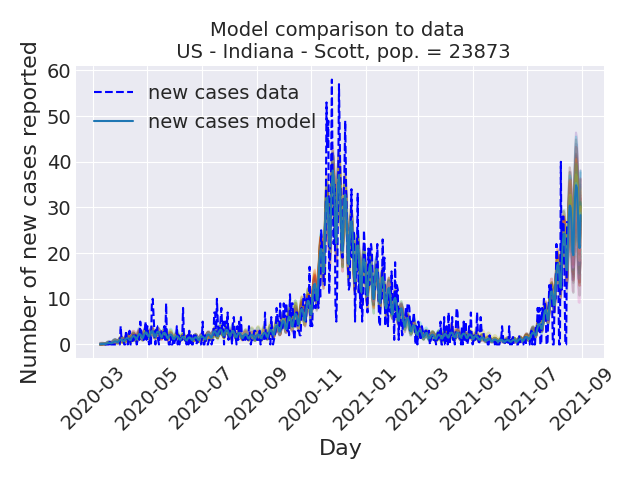 Model comparison to data
US - Indiana - Scott, pop. = 23873
Number of new cases reported
60
50
40
30
20
10
0
new cases data
new cases model
2020-03
2020-05
2020-07
2020-09
2020-11
2021-01
2021-03
2021-05
2021-07
2021-09
Day